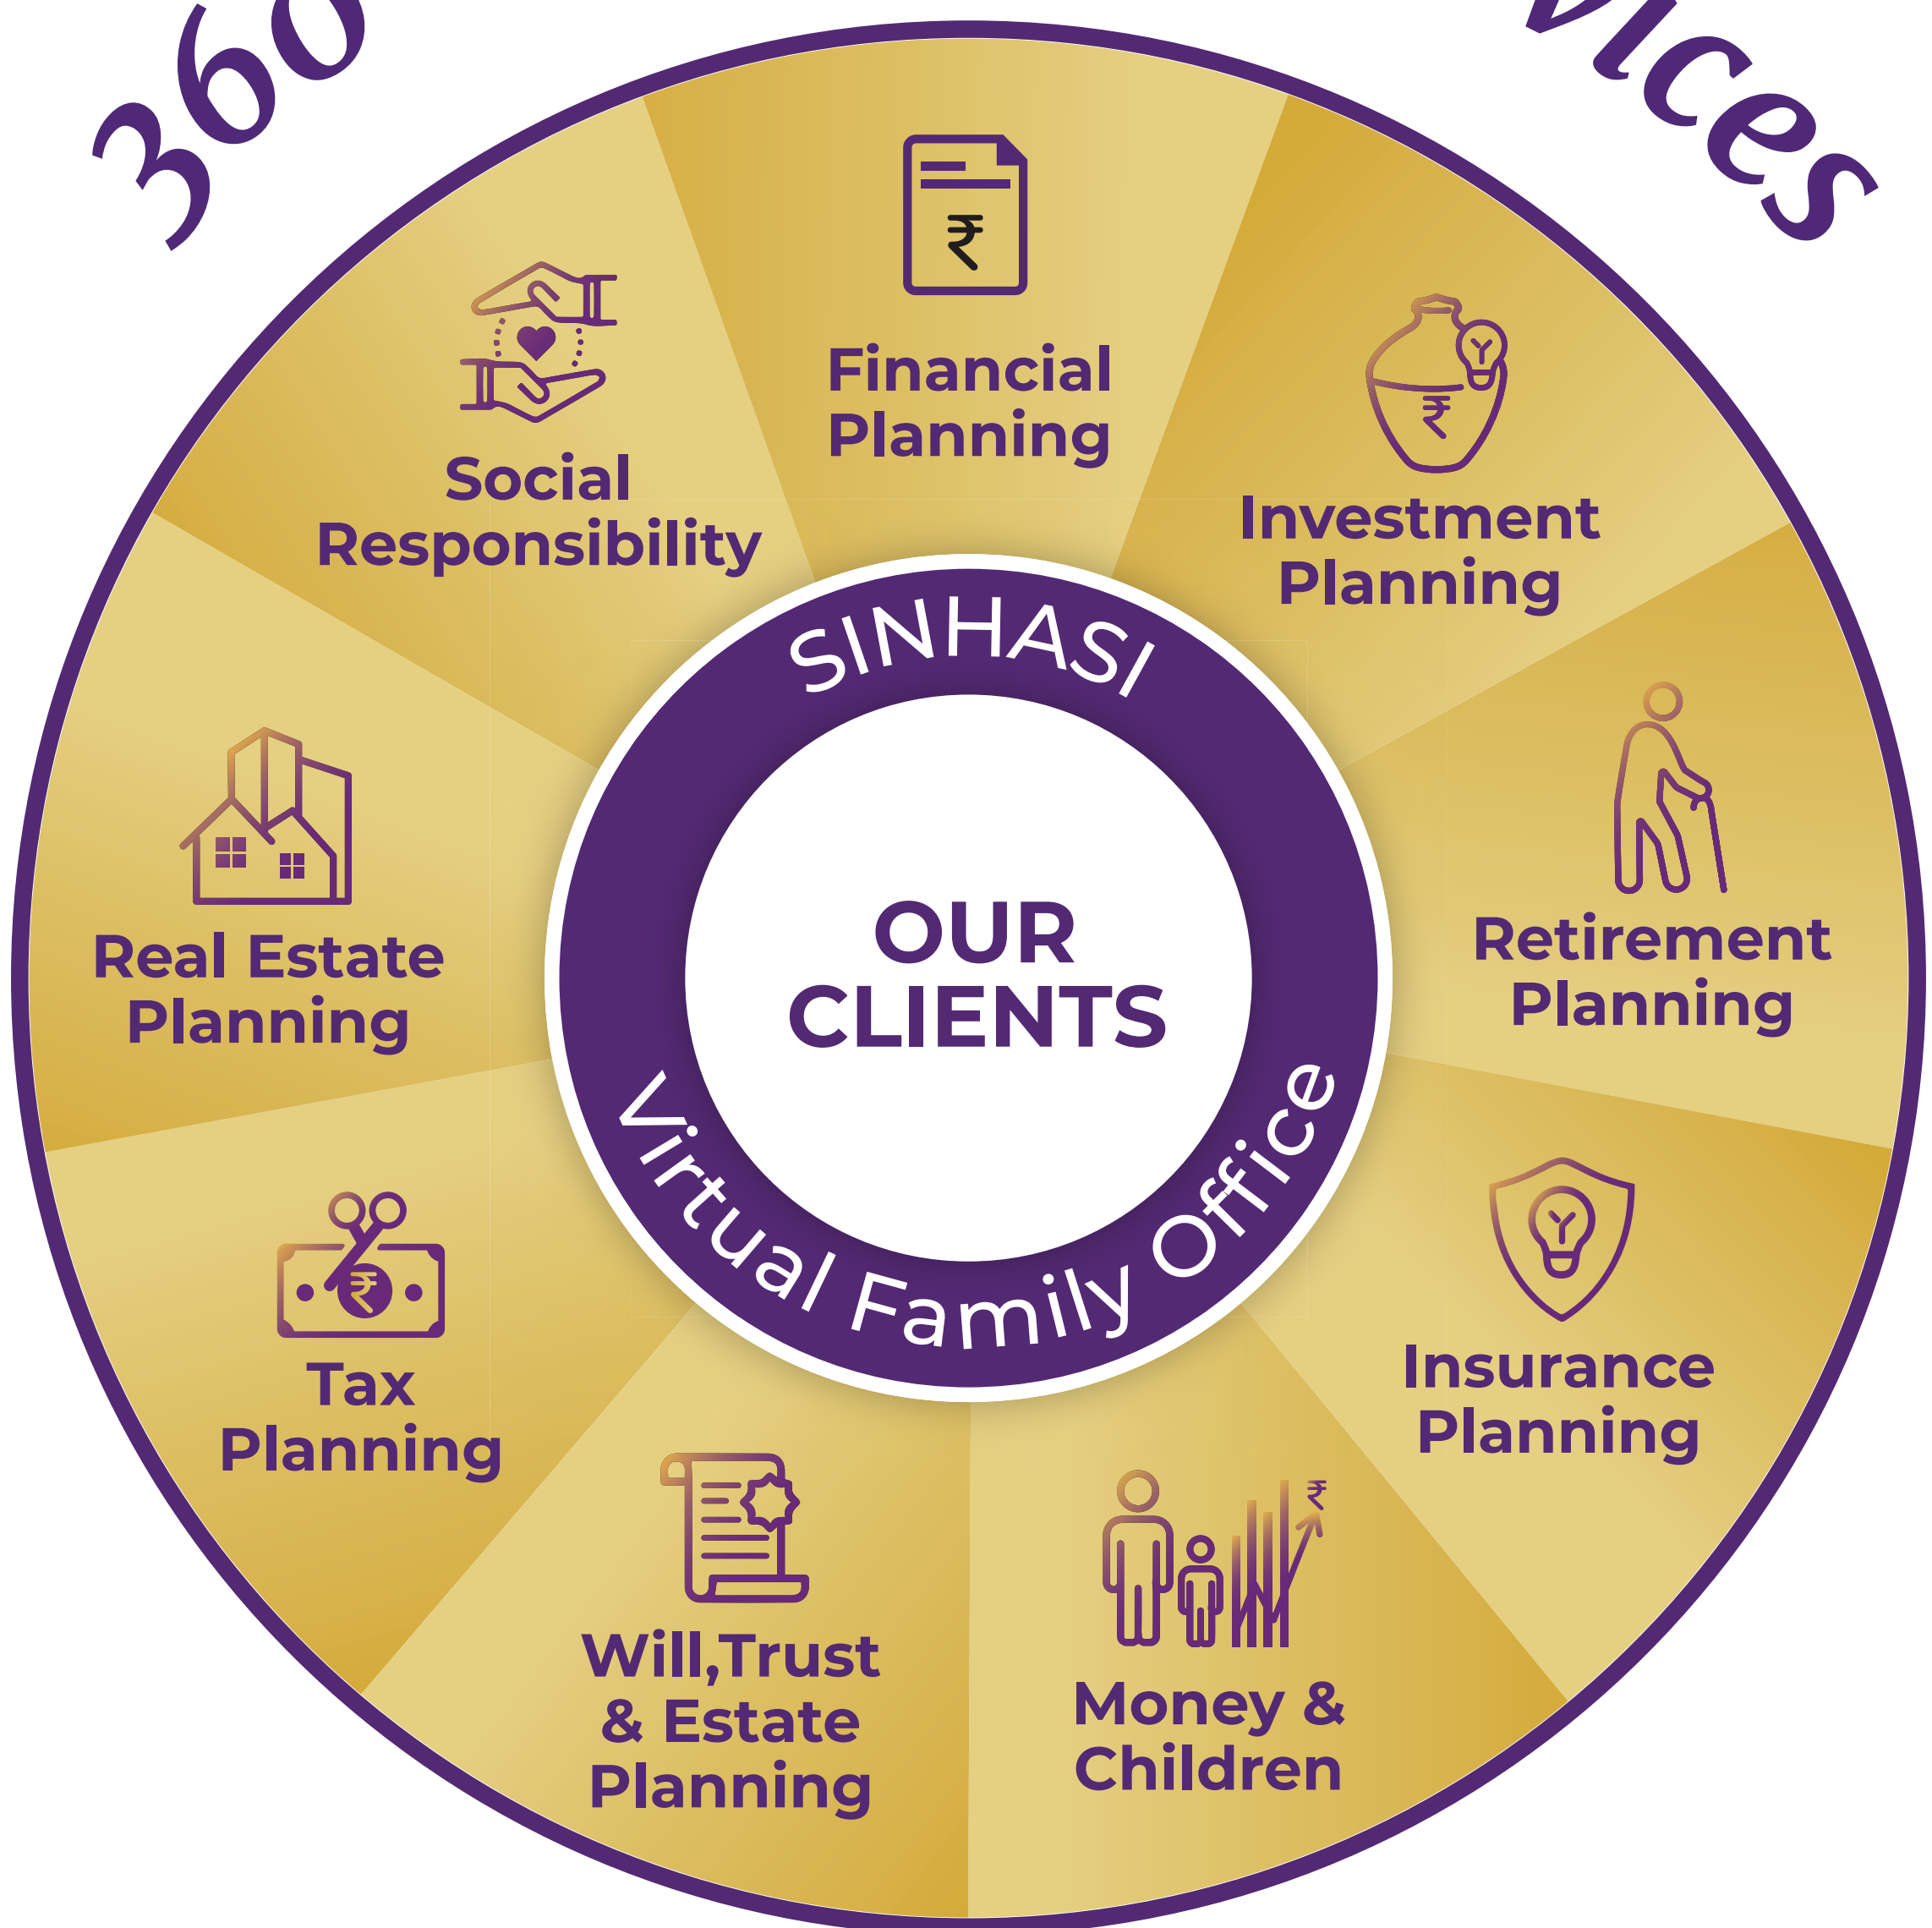 360
Financial
Planning
Investment
Planning
Retirement
Planning
Insurance
Planning
Money &
Children
Will,Trust
& Estate
Planning
Tax
Planning
Real Estate
Planning
Social
Responsibility
SINHASI
Virtual Family Office
OUR
CLIENTS